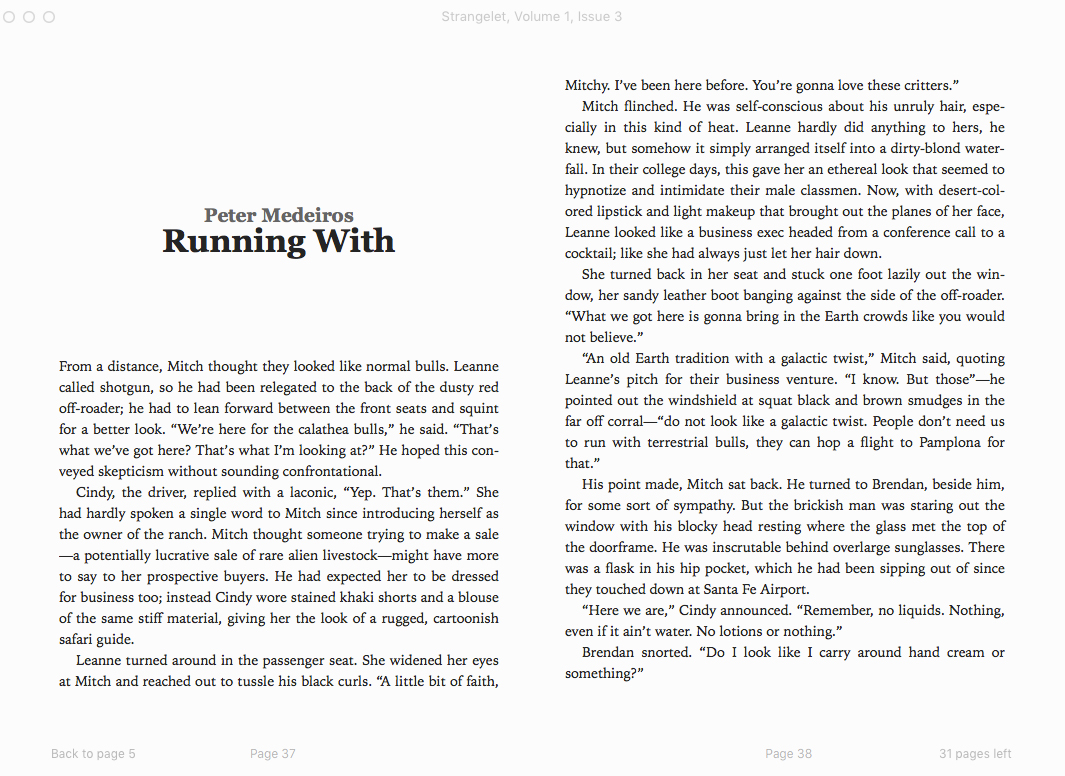 Strangelet, Volume 1, Issue 3
Peter Medeiros
Running With
From a distance, Mitch thought they looked like normal bulls. Leanne
called shotgun, so he had been relegated to the back of the dusty red
off-roader; he had to lean forward between the front seats and squint
for a better look. “We’re here for the calathea bulls,” he said. “That’s
what we’ve got here? That’s what I’m looking at?” He hoped this con-
veyed skepticism without sounding confrontational.
Cindy, the driver, replied with a laconic, “Yep. That’s them.” She
had hardly spoken a single word to Mitch since introducing herself as
the owner of the ranch. Mitch thought someone trying to make a sale
—a potentially lucrative sale of rare alien livestock—might have more
to say to her prospective buyers. He had expected her to be dressed
for business too; instead Cindy wore stained khaki shorts and a blouse
of the same stiff material, giving her the look of a rugged, cartoonish
safari guide.
Leanne turned around in the passenger seat. She widened her eyes
at Mitch and reached out to tussle his black curls. “A little bit of faith,
Mitchy. I’ve been here before. You’re gonna love these critters.”
Mitch flinched. He was self-conscious about his unruly hair, espe-
cially in this kind of heat. Leanne hardly did anything to hers, he
knew, but somehow it simply arranged itself into a dirty-blond water-
fall. In their college days, this gave her an ethereal look that seemed to
hypnotize and intimidate their male classmen. Now, with desert-col-
ored lipstick and light makeup that brought out the planes of her face,
Leanne looked like a business exec headed from a conference call to a
cocktail; like she had always just let her hair down.
She turned back in her seat and stuck one foot lazily out the win-
dow, her sandy leather boot banging against the side of the off-roader.
“What we got here is gonna bring in the Earth crowds like you would
not believe.”
“An old Earth tradition with a galactic twist,” Mitch said, quoting
Leanne’s pitch for their business venture. “I know. But those”—he
pointed out the windshield at squat black and brown smudges in the
far off corral—“do not look like a galactic twist. People don’t need us
to run with terrestrial bulls, they can hop a flight to Pamplona for
that.”
His point made, Mitch sat back. He turned to Brendan, beside him,
for some sort of sympathy. But the brickish man was staring out the
window with his blocky head resting where the glass met the top of
the doorframe. He was inscrutable behind overlarge sunglasses. There
was a flask in his hip pocket, which he had been sipping out of since
they touched down at Santa Fe Airport.
“Here we are,” Cindy announced. “Remember, no liquids. Nothing,
even if it ain’t water. No lotions or nothing.”
Brendan snorted. “Do I look like I carry around hand cream or
something?”
Back to page 5
Page 37
Page 38
31 pages left